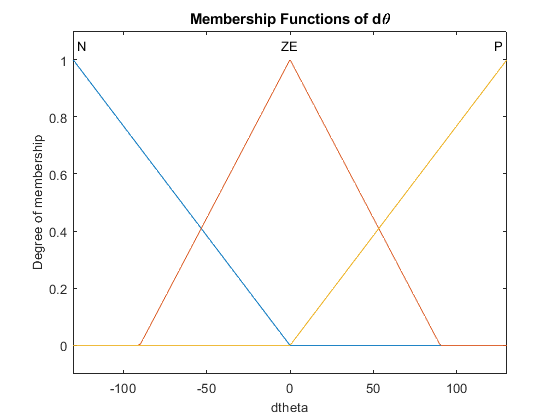 Membership Functions of dθ
N ZE P
1
0.8
0.6
0.4
0.2
0
Degree of membership
-100 -50 0 50 100
dtheta